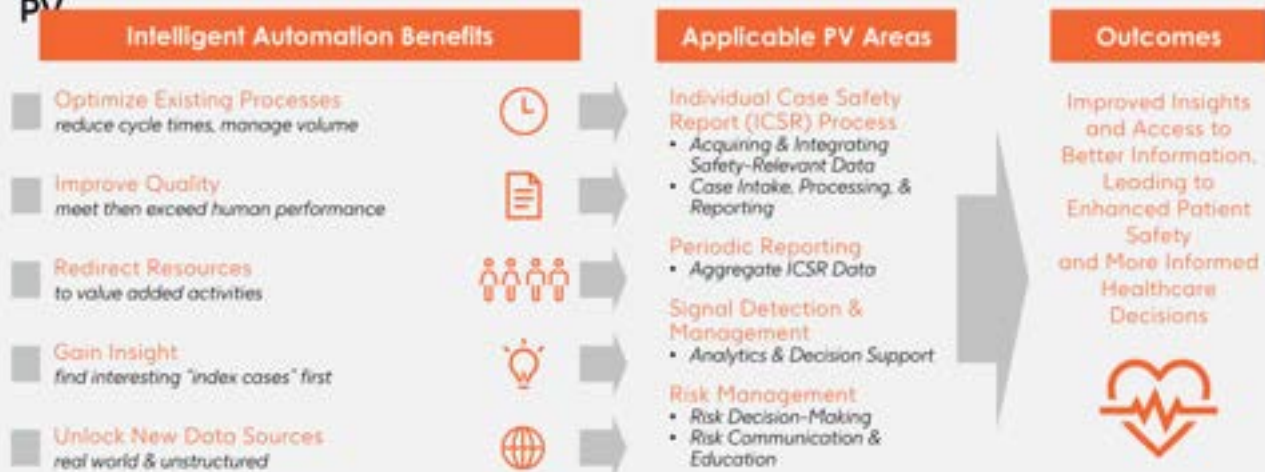 PV
Intelligent Automation Benefits
Optimize Existing Processes
reduce cycle times, manage volume
Improve Quality
meet then exceed human performance
Redirect Resources
to value added activities
Gain Insight
find interesting "index cases" first
Unlock New Data Sources
real world & unstructured
Applicable PV Areas
Individual Case Safety
Report (ICSR) Process
• Acquiring & Integrating
Safety-Relevant Data
• Case Intake, Processing, &
Reporting
Periodic Reporting
• Aggregate ICSR Data
Signal Detection &
Management
• Analytics & Decision Support
Risk Management
• Risk Decision-Making
• Risk Communication &
Education
Outcomes
Improved Insights
and Access to
Better Information,
Leading to
Enhanced Patient
Safety
and More Informed
Healthcare
Decisions